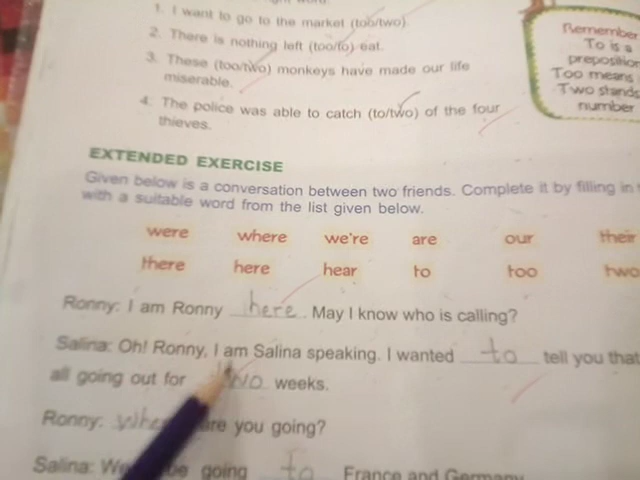 1. I want to go to the market (too/two).
2. There is nothing left (too/to) eat.
3. These (too/two) monkeys have made our life
miserable.
4. The police was able to catch (to/two) of the four
thieves.
Remember
To is a
preposition
Too means
Two stands
number.
EXTENDED EXERCISE
Given below is a conversation between two friends. Complete it by filling in
with a suitable word from the list given below.
were where we're are our their
there here hear to too two
Ronny: I am Ronny here. May I know who is calling?
Salina: Oh! Ronny, I am Salina speaking. I wanted to tell you that
all going out for two weeks.
Ronny: are you going?
Salina: be going to France and Germany